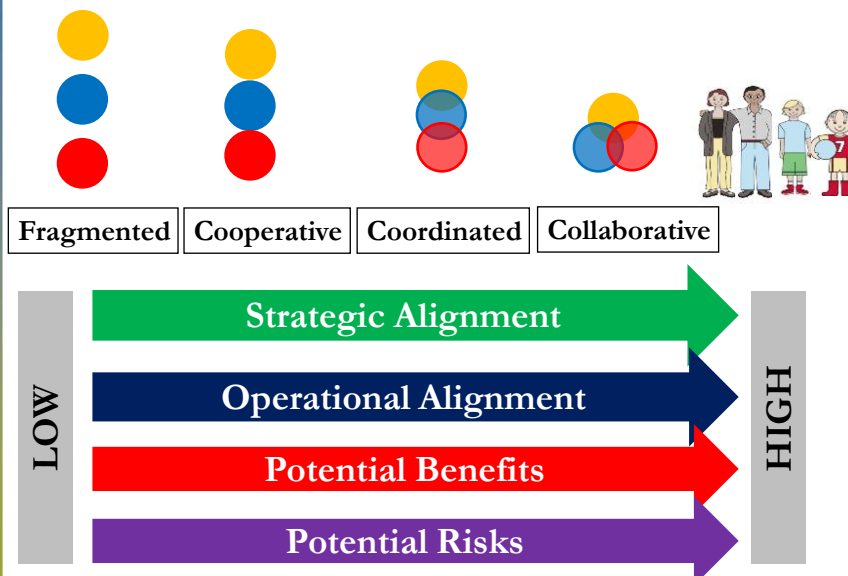 Fragmented
Cooperative
Coordinated
Collaborative
7
LOW
Strategic Alignment
Operational Alignment
Potential Benefits
Potential Risks
HIGH